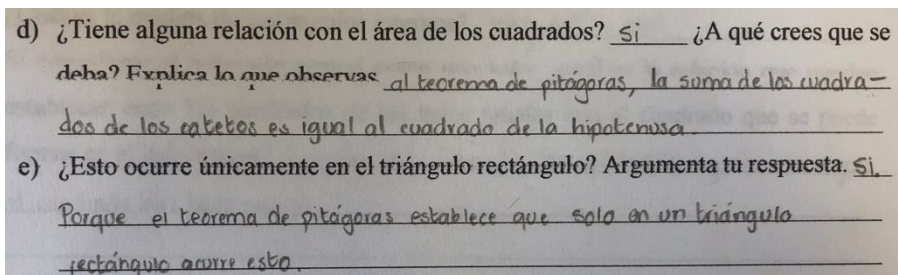 d) ¿Tiene alguna relación con el área de los cuadrados? Si ¿A qué crees que se
deba? Explica lo que observas al teorema de pitágoras, la suma de los cuadra-
dos de los catetos es igual al cuadrado de la hipotenusa.
e) ¿Esto ocurre únicamente en el triángulo rectángulo? Argumenta tu respuesta. Si.
Porque el teorema de pitágoras establece que solo en un triángulo
rectángulo acurre esto.